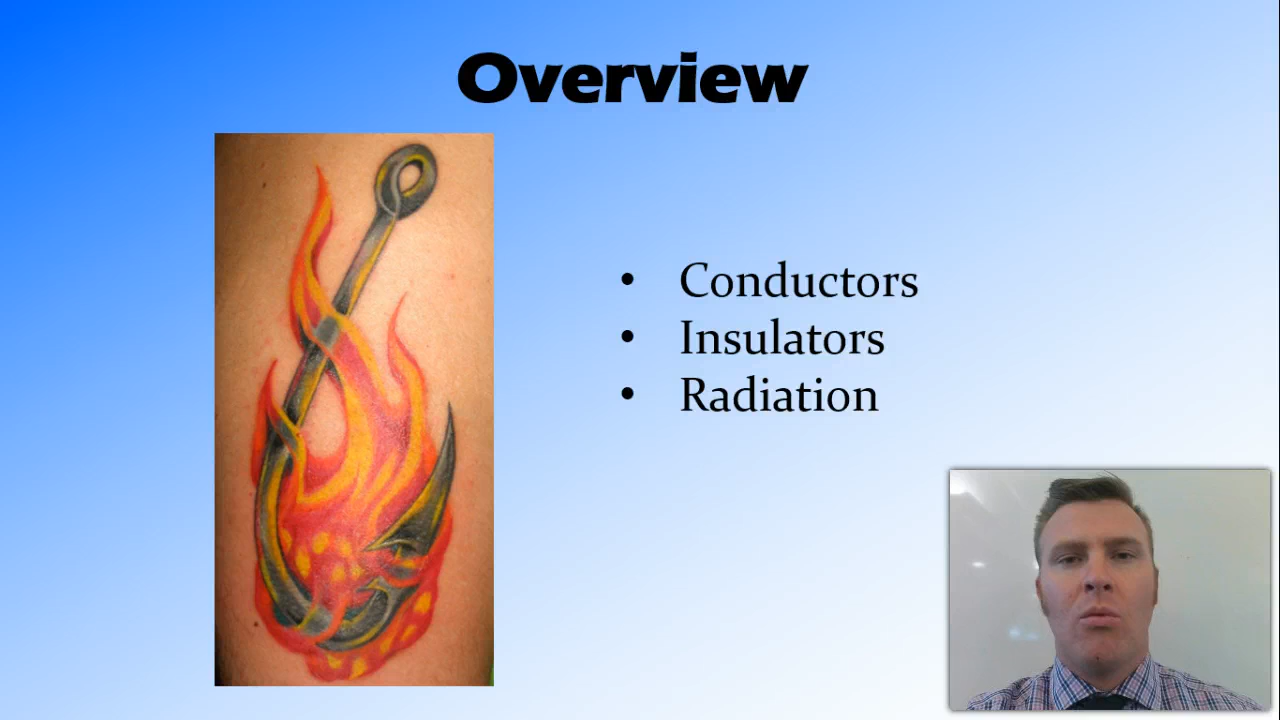 Overview
• Conductors
• Insulators
• Radiation